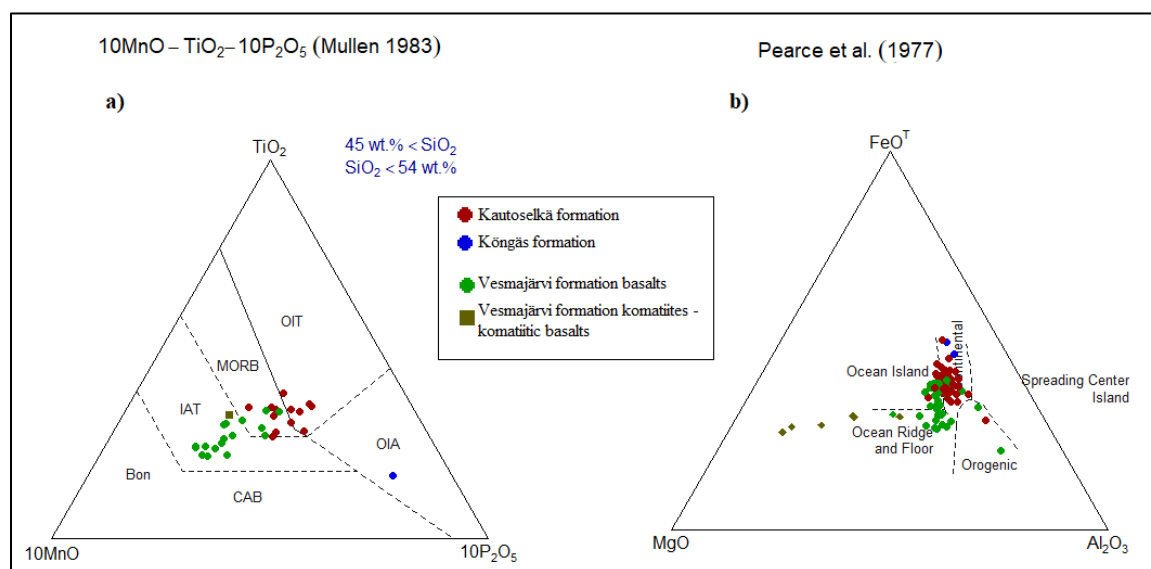 10MnO – TiO₂– 10P₂O₅ (Mullen 1983)
Pearce et al. (1977)
a)
b)
TiO₂
45 wt.% < SiO₂
SiO₂ < 54 wt.%
FeOᵀ
Kautoselkä formation
Köngäs formation
Vesmajärvi formation basalts
Vesmajärvi formation komatiites -
komatiitic basalts
OIT
MORB
IAT
OIA
Bon
CAB
10MnO
10P₂O₅
Ocean Island
Spreading Center
Island
Ocean Ridge
and Floor
Orogenic
MgO
Al₂O₃